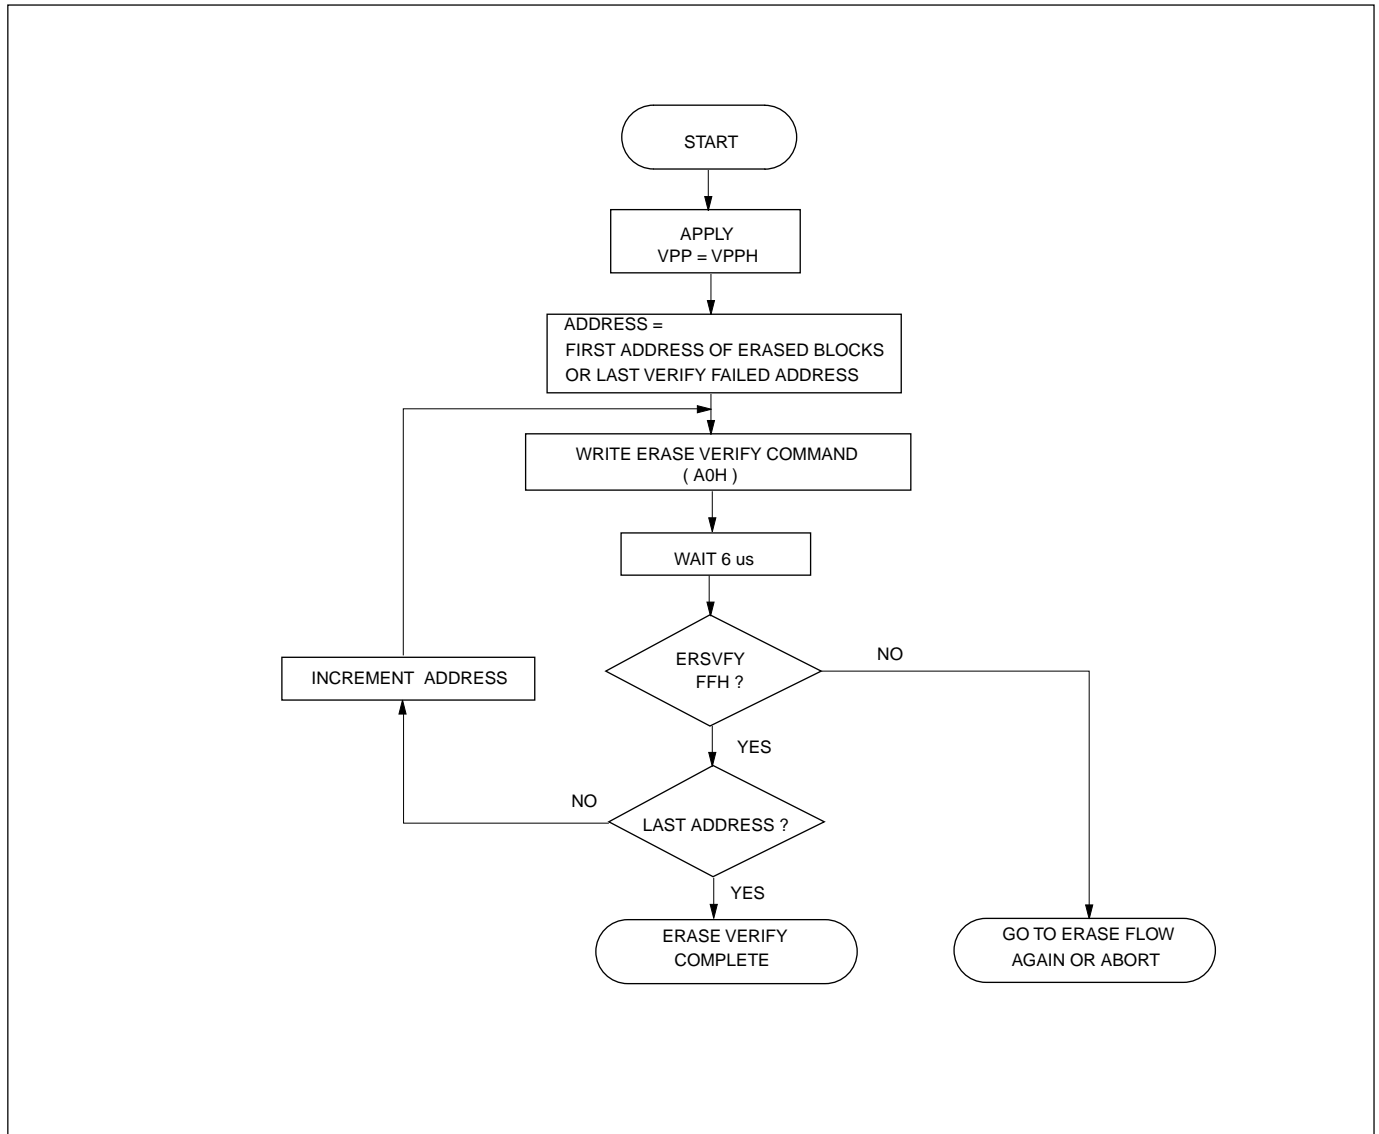 START
APPLY
VPP = VPPH
ADDRESS =
FIRST ADDRESS OF ERASED BLOCKS
OR LAST VERIFY FAILED ADDRESS
WRITE ERASE VERIFY COMMAND
( A0H )
WAIT 6 us
ERSVFY
FFH ?
NO
INCREMENT ADDRESS
YES
NO
LAST ADDRESS ?
YES
ERASE VERIFY
COMPLETE
GO TO ERASE FLOW
AGAIN OR ABORT